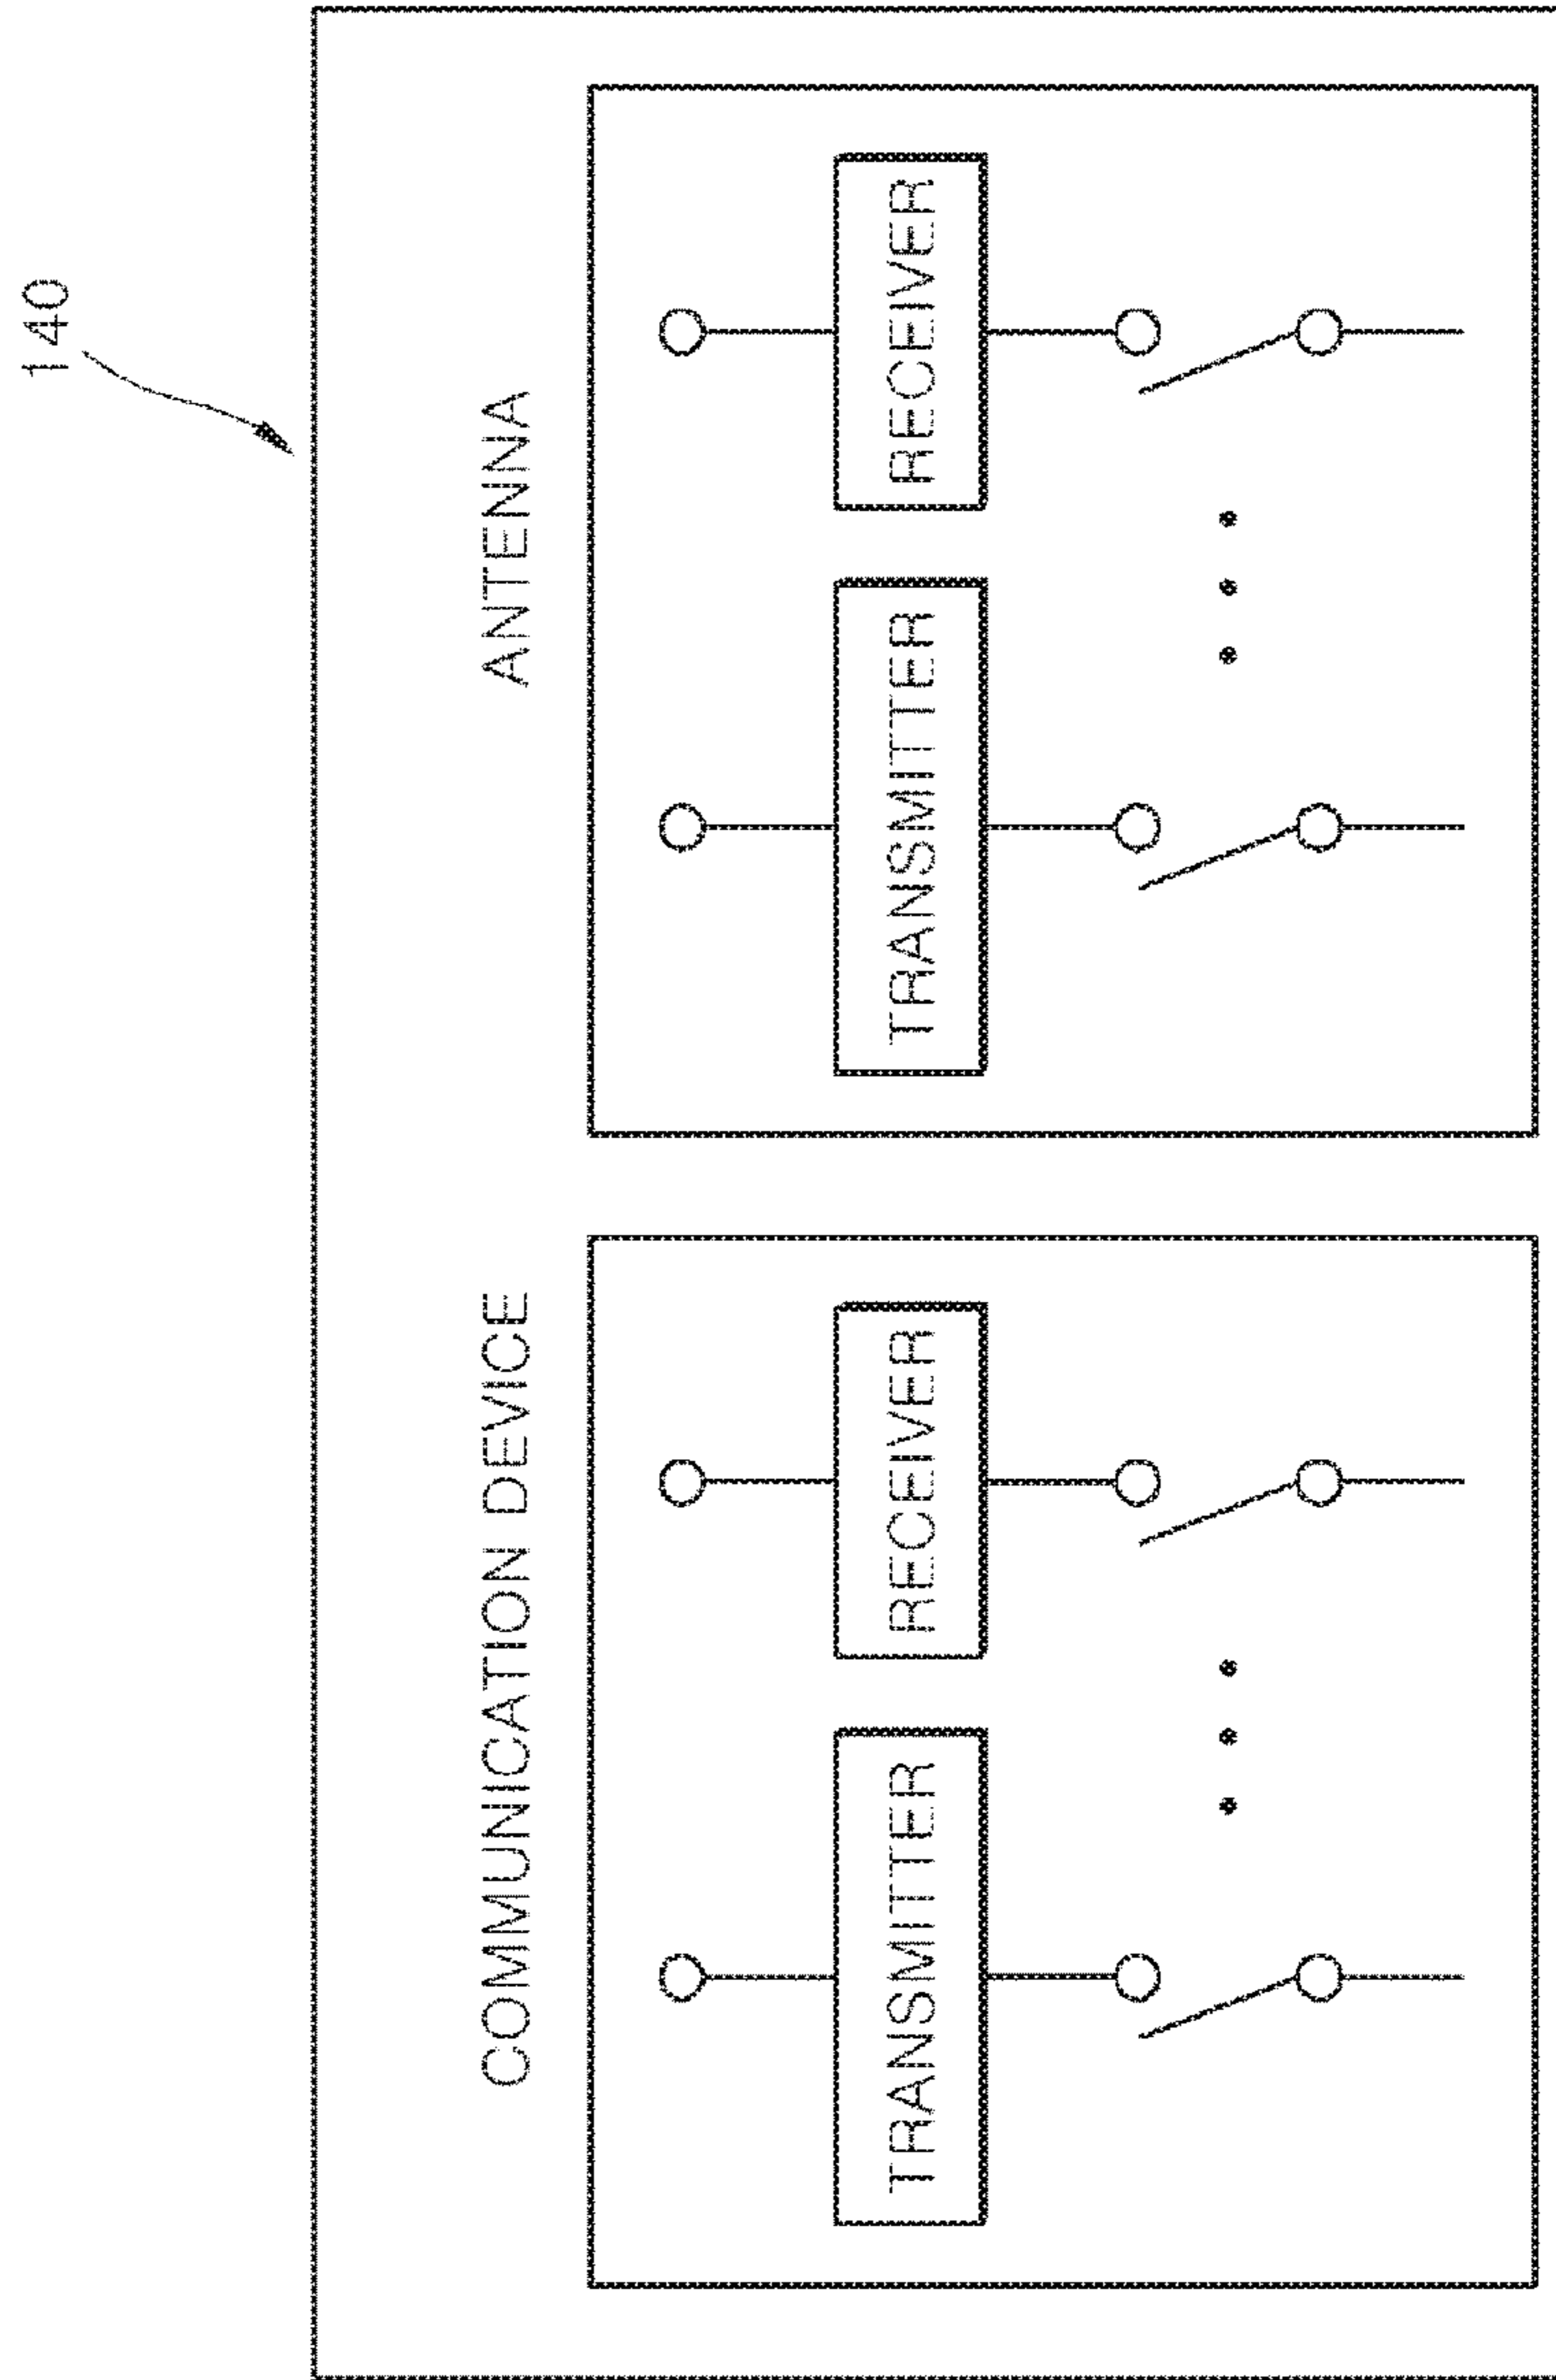 140
COMMUNICATION DEVICE
ANTENNA
TRANSMITTER
RECEIVER
TRANSMITTER
RECEIVER